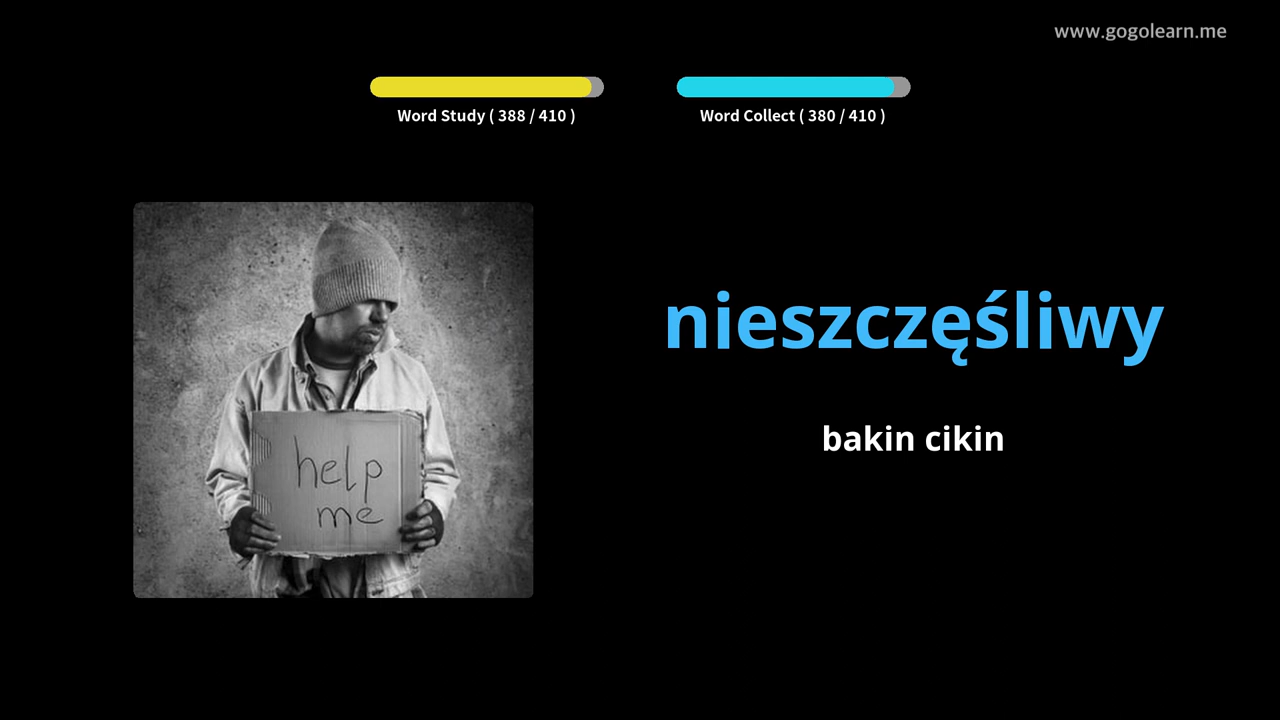 www.gogolearn.me
Word Study ( 388 / 410 )
Word Collect ( 380 / 410 )
help
me
nieszczęśliwy
bakin cikin